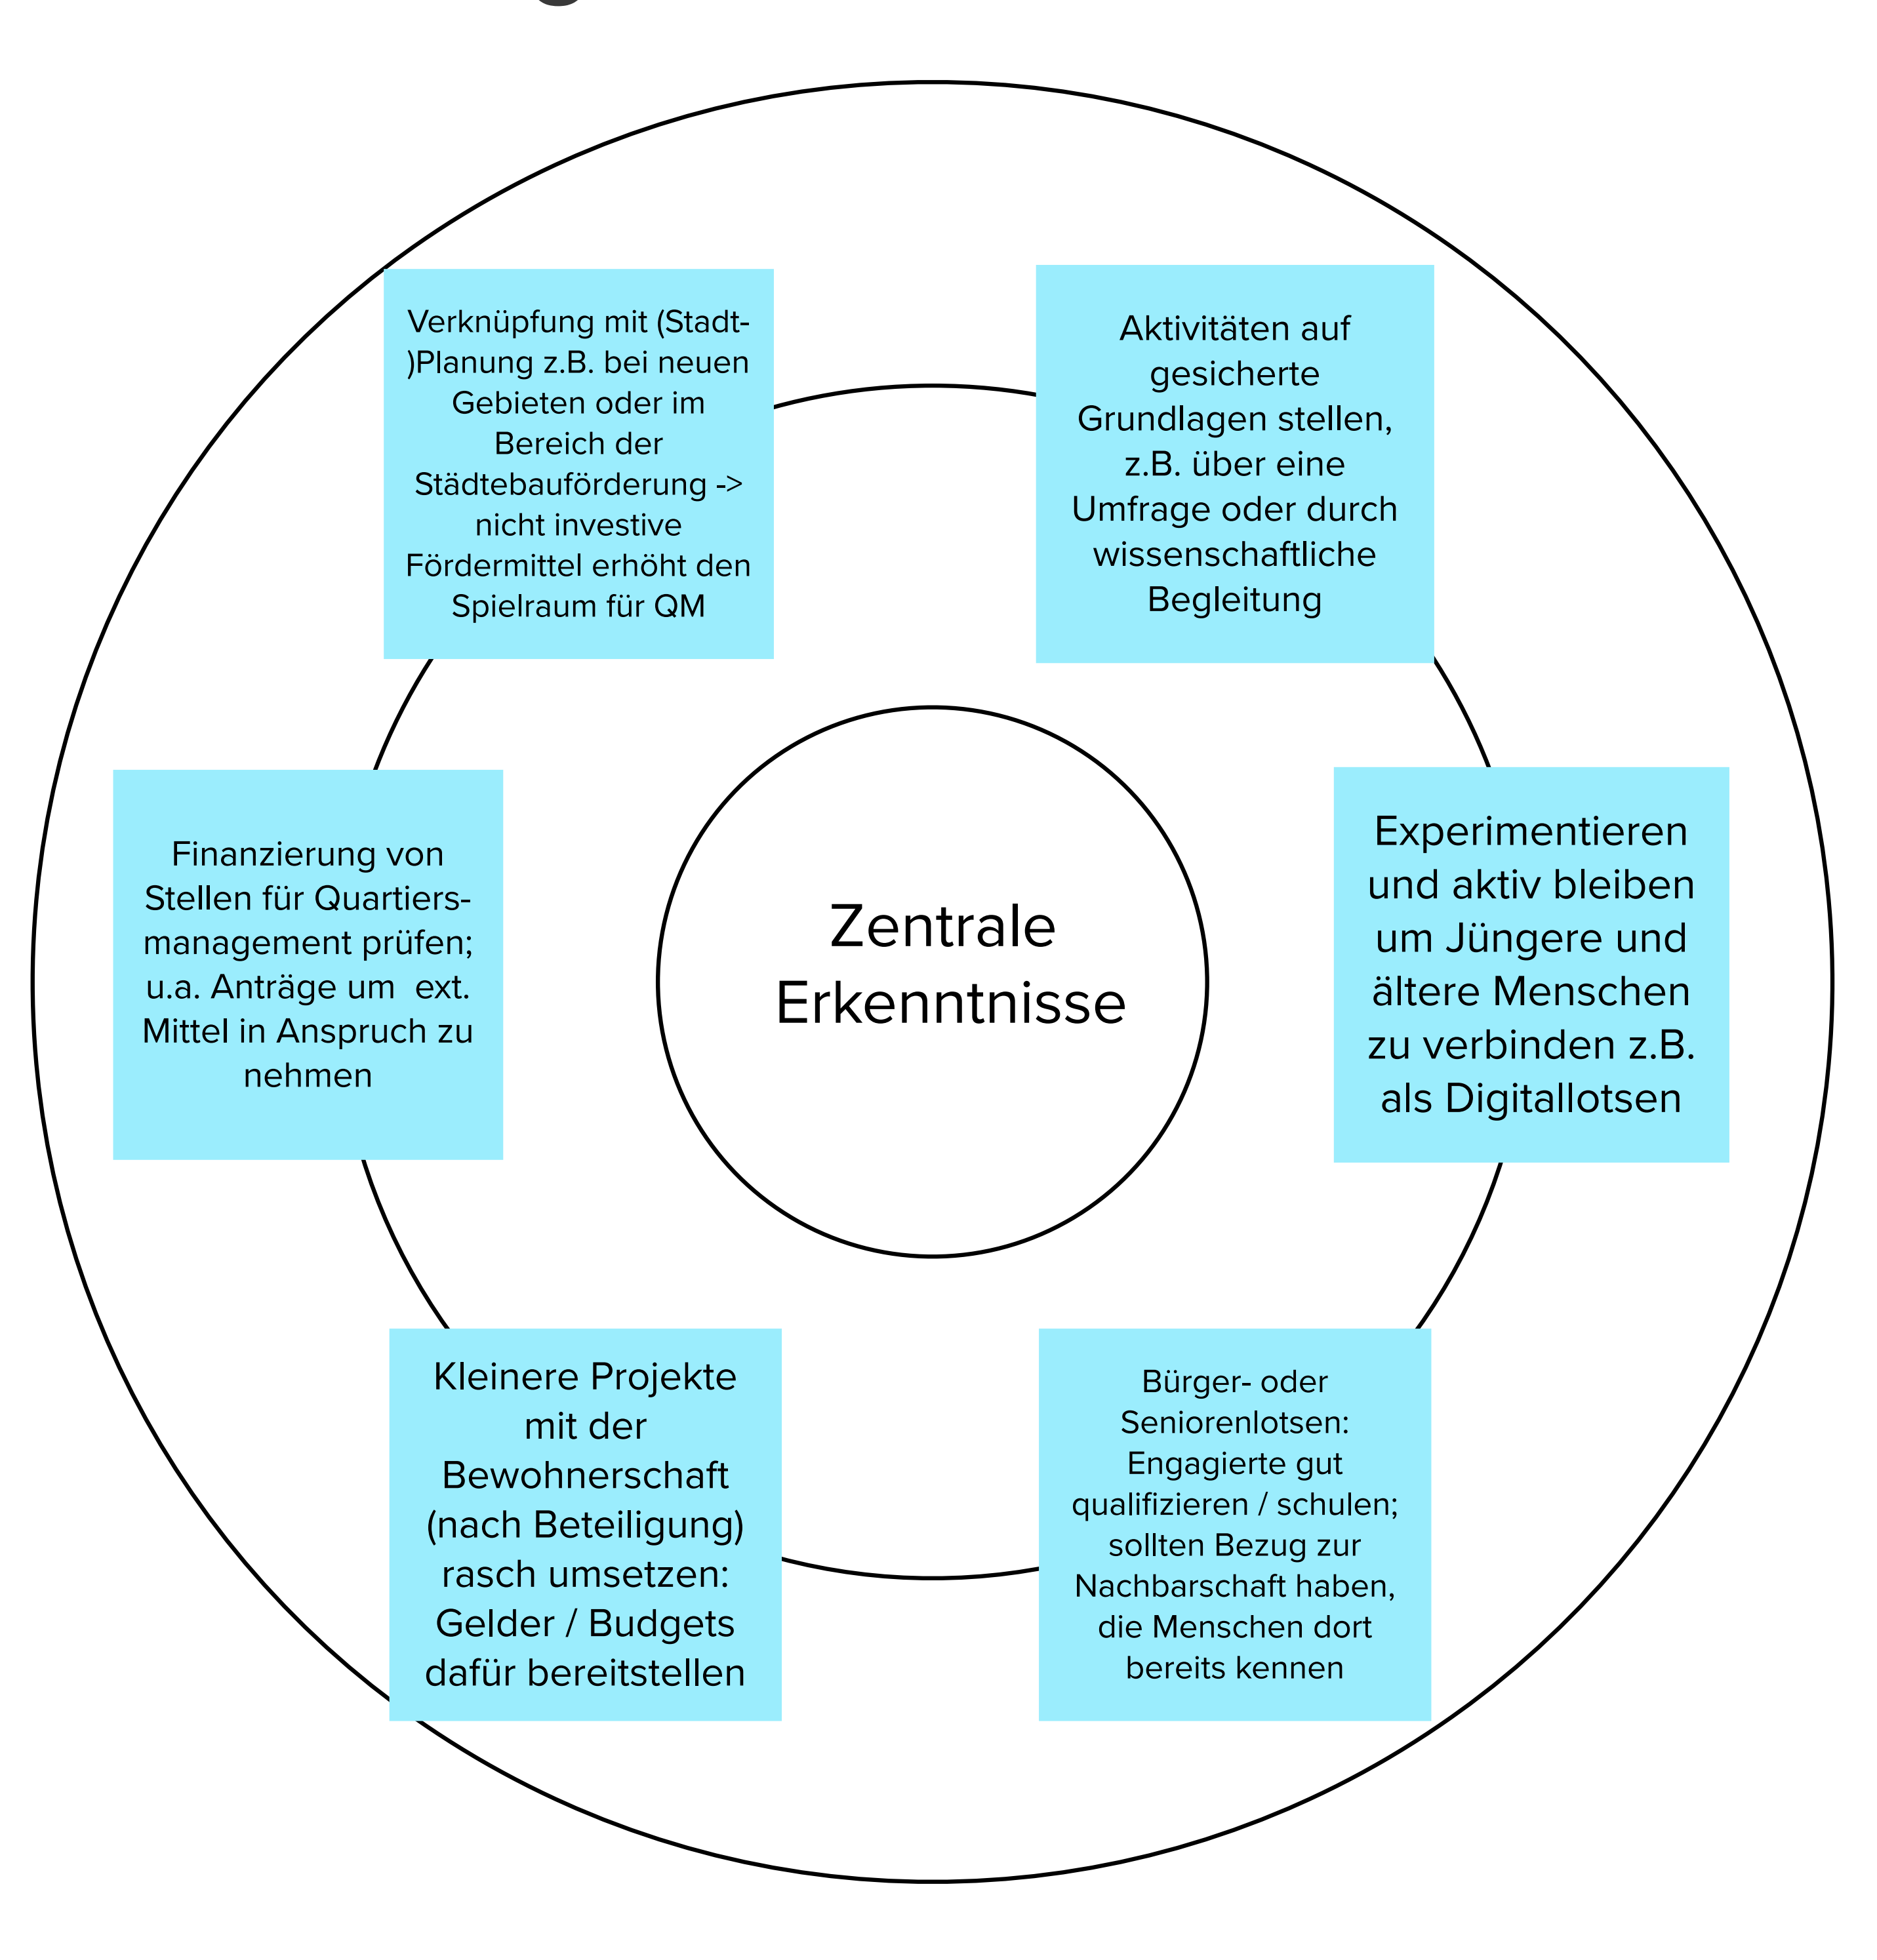 Verknüpfung mit (Stadt-
)Planung z.B. bei neuen
Gebieten oder im
Bereich der
Städtebauförderung ->
nicht investive
Fördermittel erhöht den
Spielraum für QM
Aktivitäten auf
gesicherte
Grundlagen stellen,
z.B. über eine
Umfrage oder durch
wissenschaftliche
Begleitung
Finanzierung von
Stellen für Quartiers-
management prüfen;
u.a. Anträge um  ext.
Mittel in Anspruch zu
nehmen
Zentrale
Erkenntnisse
Experimentieren
und aktiv bleiben
um Jüngere und
ältere Menschen
zu verbinden z.B.
als Digitallotsen
Kleinere Projekte
mit der
Bewohnerschaft
(nach Beteiligung)
rasch umsetzen:
Gelder / Budgets
dafür bereitstellen
Bürger- oder
Seniorenlotsen:
Engagierte gut
qualifizieren / schulen;
sollten Bezug zur
Nachbarschaft haben,
die Menschen dort
bereits kennen